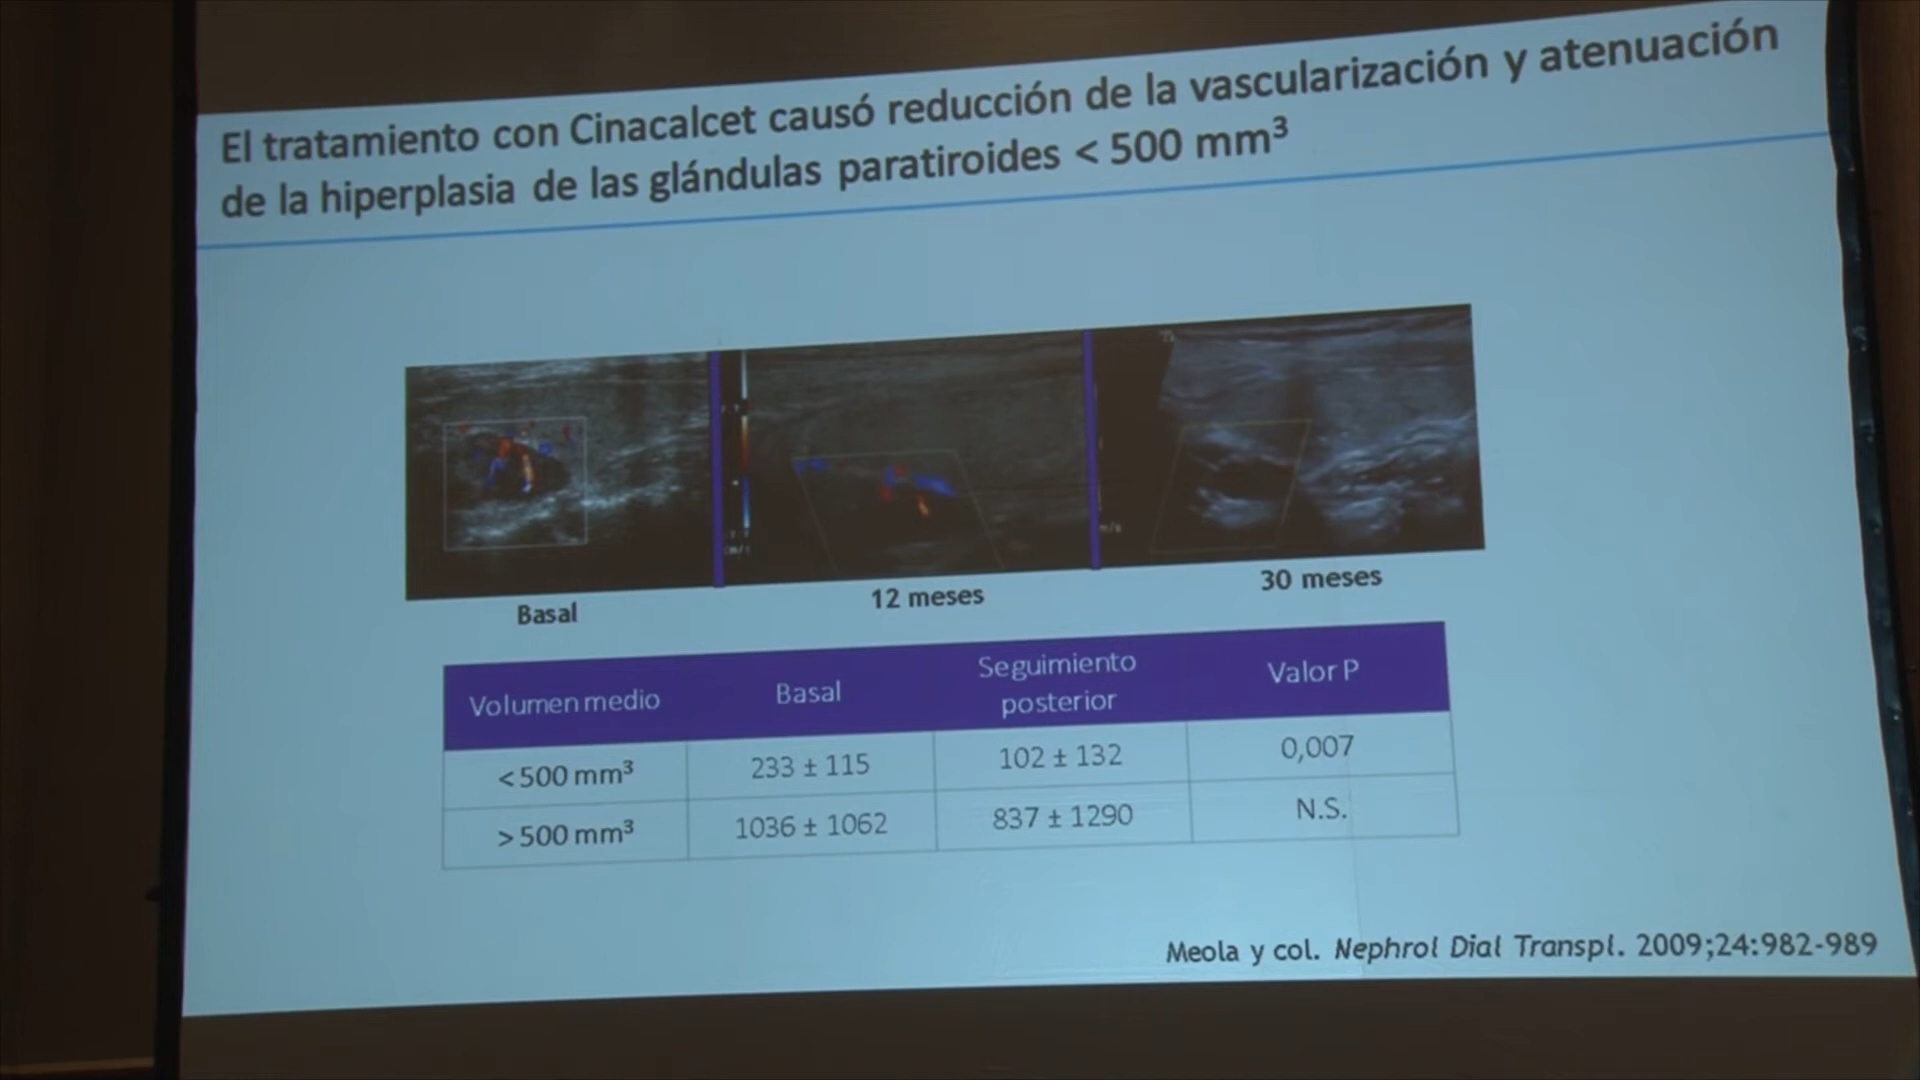 El tratamiento con Cinacalcet causó reducción de la vascularización y atenuación
de la hiperplasia de las glándulas paratiroides < 500 mm³
Basal
12 meses
30 meses
Volumen medio Basal Seguimiento posterior Valor P
<500 mm³ 233 ± 115 102 ± 132 0,007
>500 mm³ 1036 ± 1062 837 ± 1290 N.S.
Meola y col. Nephrol Dial Transpl. 2009;24:982-989